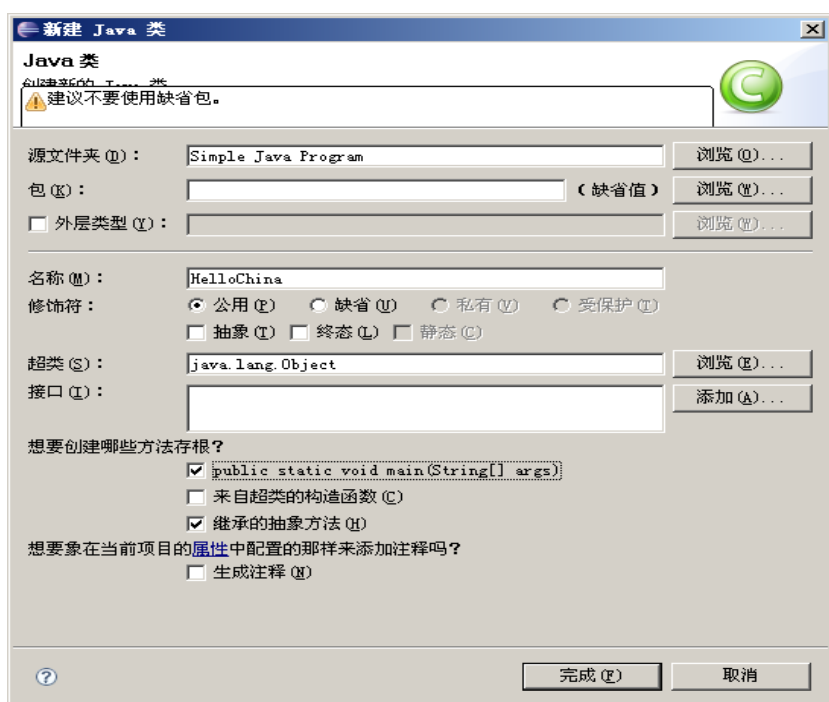 新建 Java 类
Java 类
创建新的 Java 类
建议不要使用缺省包。
源文件夹(D): Simple Java Program 浏览(O)...
包(K): (缺省值) 浏览(W)...
外层类型(Y): 浏览(W)...
名称(M): HelloChina
修饰符: 公用(P) 缺省(U) 私有(V) 受保护(T)
抽象(T) 终态(L) 静态(C)
超类(S): java.lang.Object 浏览(E)...
接口(I): 添加(A)...
想要创建哪些方法存根?
public static void main(String[] args)
来自超类的构造函数(C)
继承的抽象方法(H)
想要象在当前项目的属性中配置的那样来添加注释吗?
生成注释(N)
完成(F) 取消